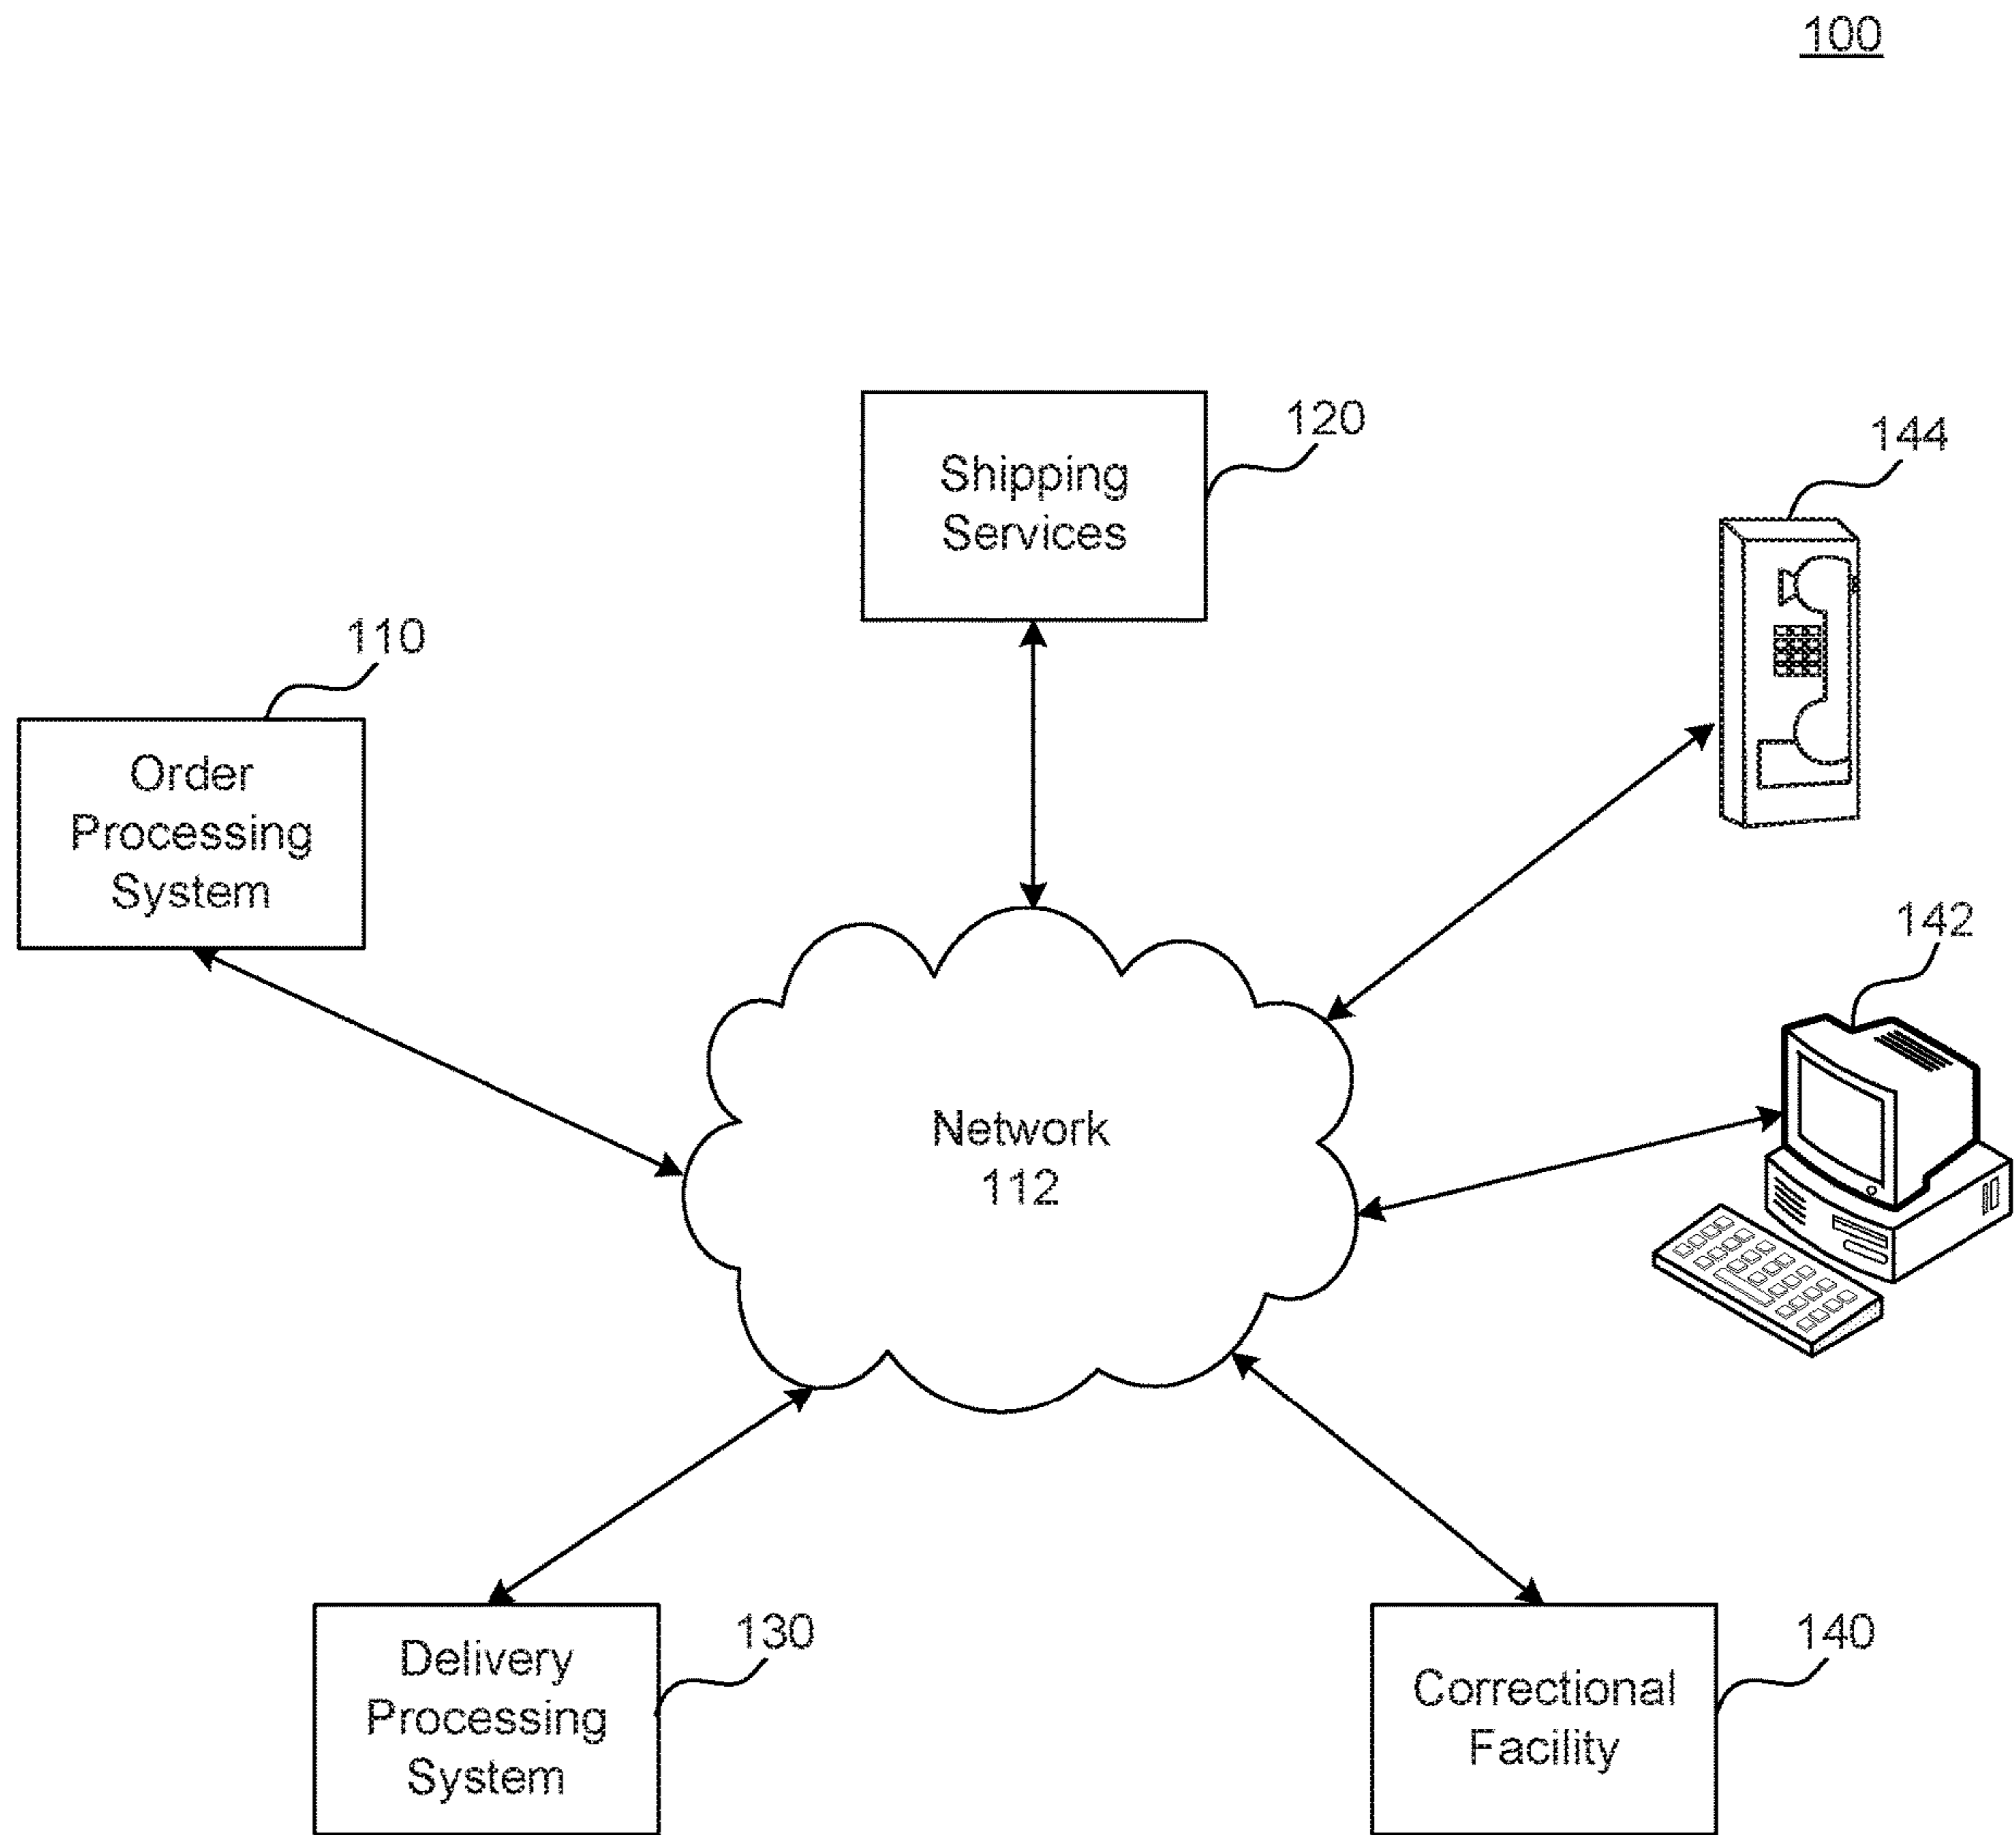 100
120
Shipping
Services
144
110
Order
Processing
System
142
Network
112
130
Delivery
Processing
System
140
Correctional
Facility